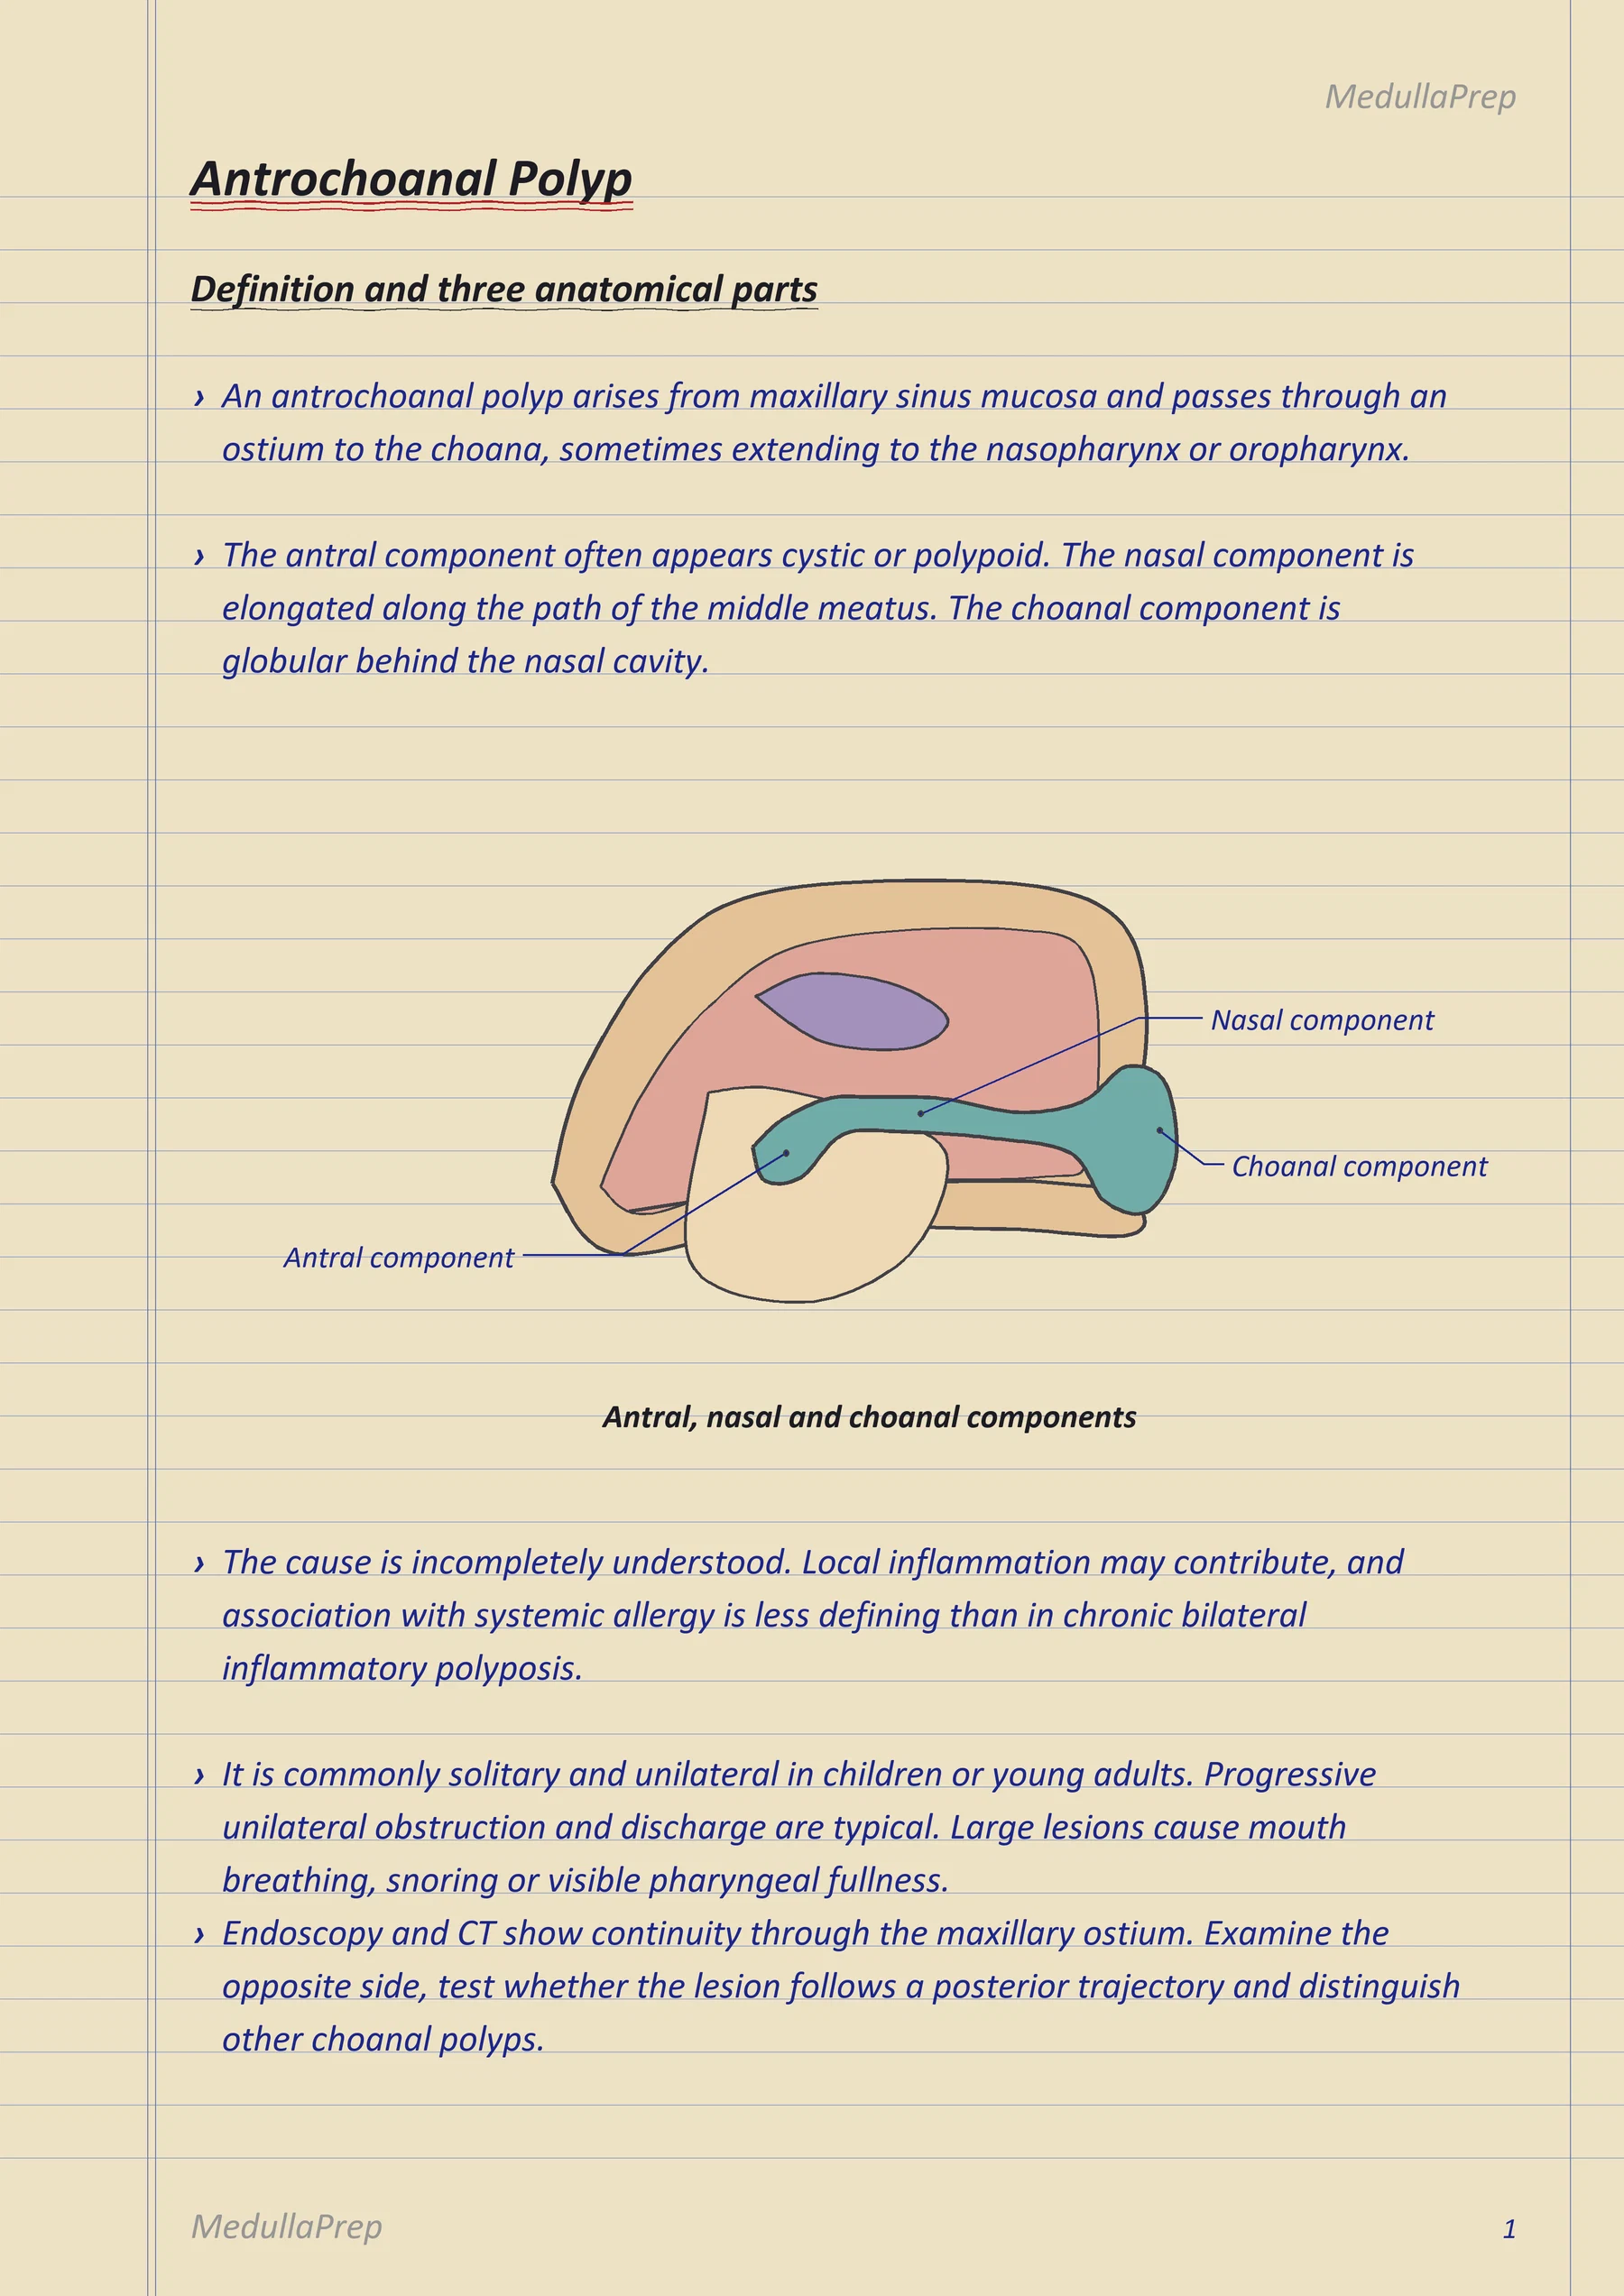 MedullaPrep
Antrochoanal Polyp
Definition and three anatomical parts
› An antrochoanal polyp arises from maxillary sinus mucosa and passes through an
ostium to the choana, sometimes extending to the nasopharynx or oropharynx.
› The antral component often appears cystic or polypoid. The nasal component is
elongated along the path of the middle meatus. The choanal component is
globular behind the nasal cavity.
Nasal component
Choanal component
Antral component
Antral, nasal and choanal components
› The cause is incompletely understood. Local inflammation may contribute, and
association with systemic allergy is less defining than in chronic bilateral
inflammatory polyposis.
› It is commonly solitary and unilateral in children or young adults. Progressive
unilateral obstruction and discharge are typical. Large lesions cause mouth
breathing, snoring or visible pharyngeal fullness.
› Endoscopy and CT show continuity through the maxillary ostium. Examine the
opposite side, test whether the lesion follows a posterior trajectory and distinguish
other choanal polyps.
MedullaPrep
1